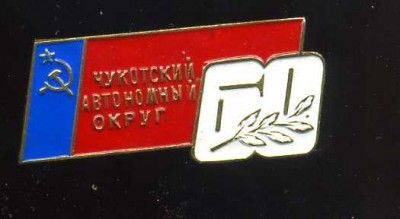 ЧУКОТСКИЙ
АВТОНОМНЫЙ
ОКРУГ
60